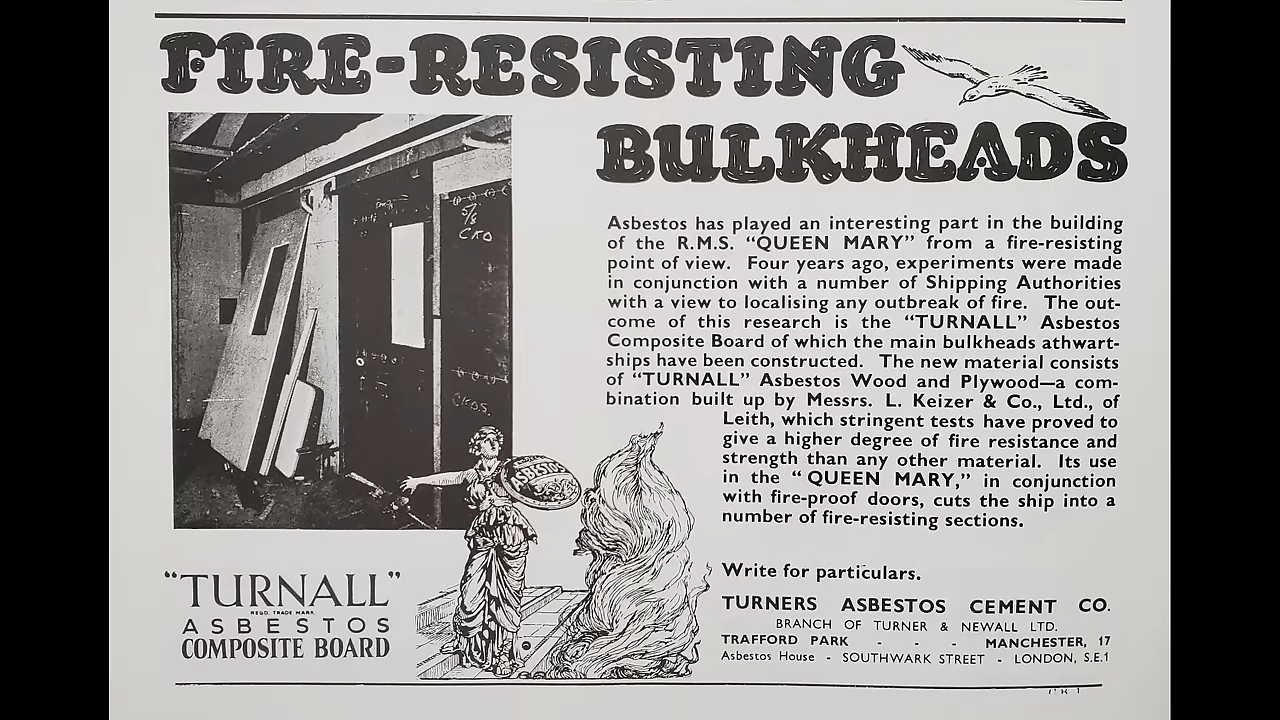 FIRE-RESISTING
BULKHEADS
Asbestos has played an interesting part in the building
of the R.M.S. “QUEEN MARY” from a fire-resisting
point of view. Four years ago, experiments were made
in conjunction with a number of Shipping Authorities
with a view to localising any outbreak of fire. The out-
come of this research is the “TURNALL” Asbestos
Composite Board of which the main bulkheads athwart-
ships have been constructed. The new material consists
of “TURNALL” Asbestos Wood and Plywood—a com-
bination built up by Messrs. L. Keizer & Co., Ltd., of
Leith, which stringent tests have proved to
give a higher degree of fire resistance and
strength than any other material. Its use
in the “QUEEN MARY,” in conjunction
with fire-proof doors, cuts the ship into a
number of fire-resisting sections.
5/8
CKD
CKDS.
ASBESTOS
“TURNALL”
REGD. TRADE MARK.
ASBESTOS
COMPOSITE BOARD
Write for particulars.
TURNERS ASBESTOS CEMENT CO.
BRANCH OF TURNER & NEWALL LTD.
TRAFFORD PARK - - MANCHESTER, 17
Asbestos House - SOUTHWARK STREET - LONDON, S.E.1